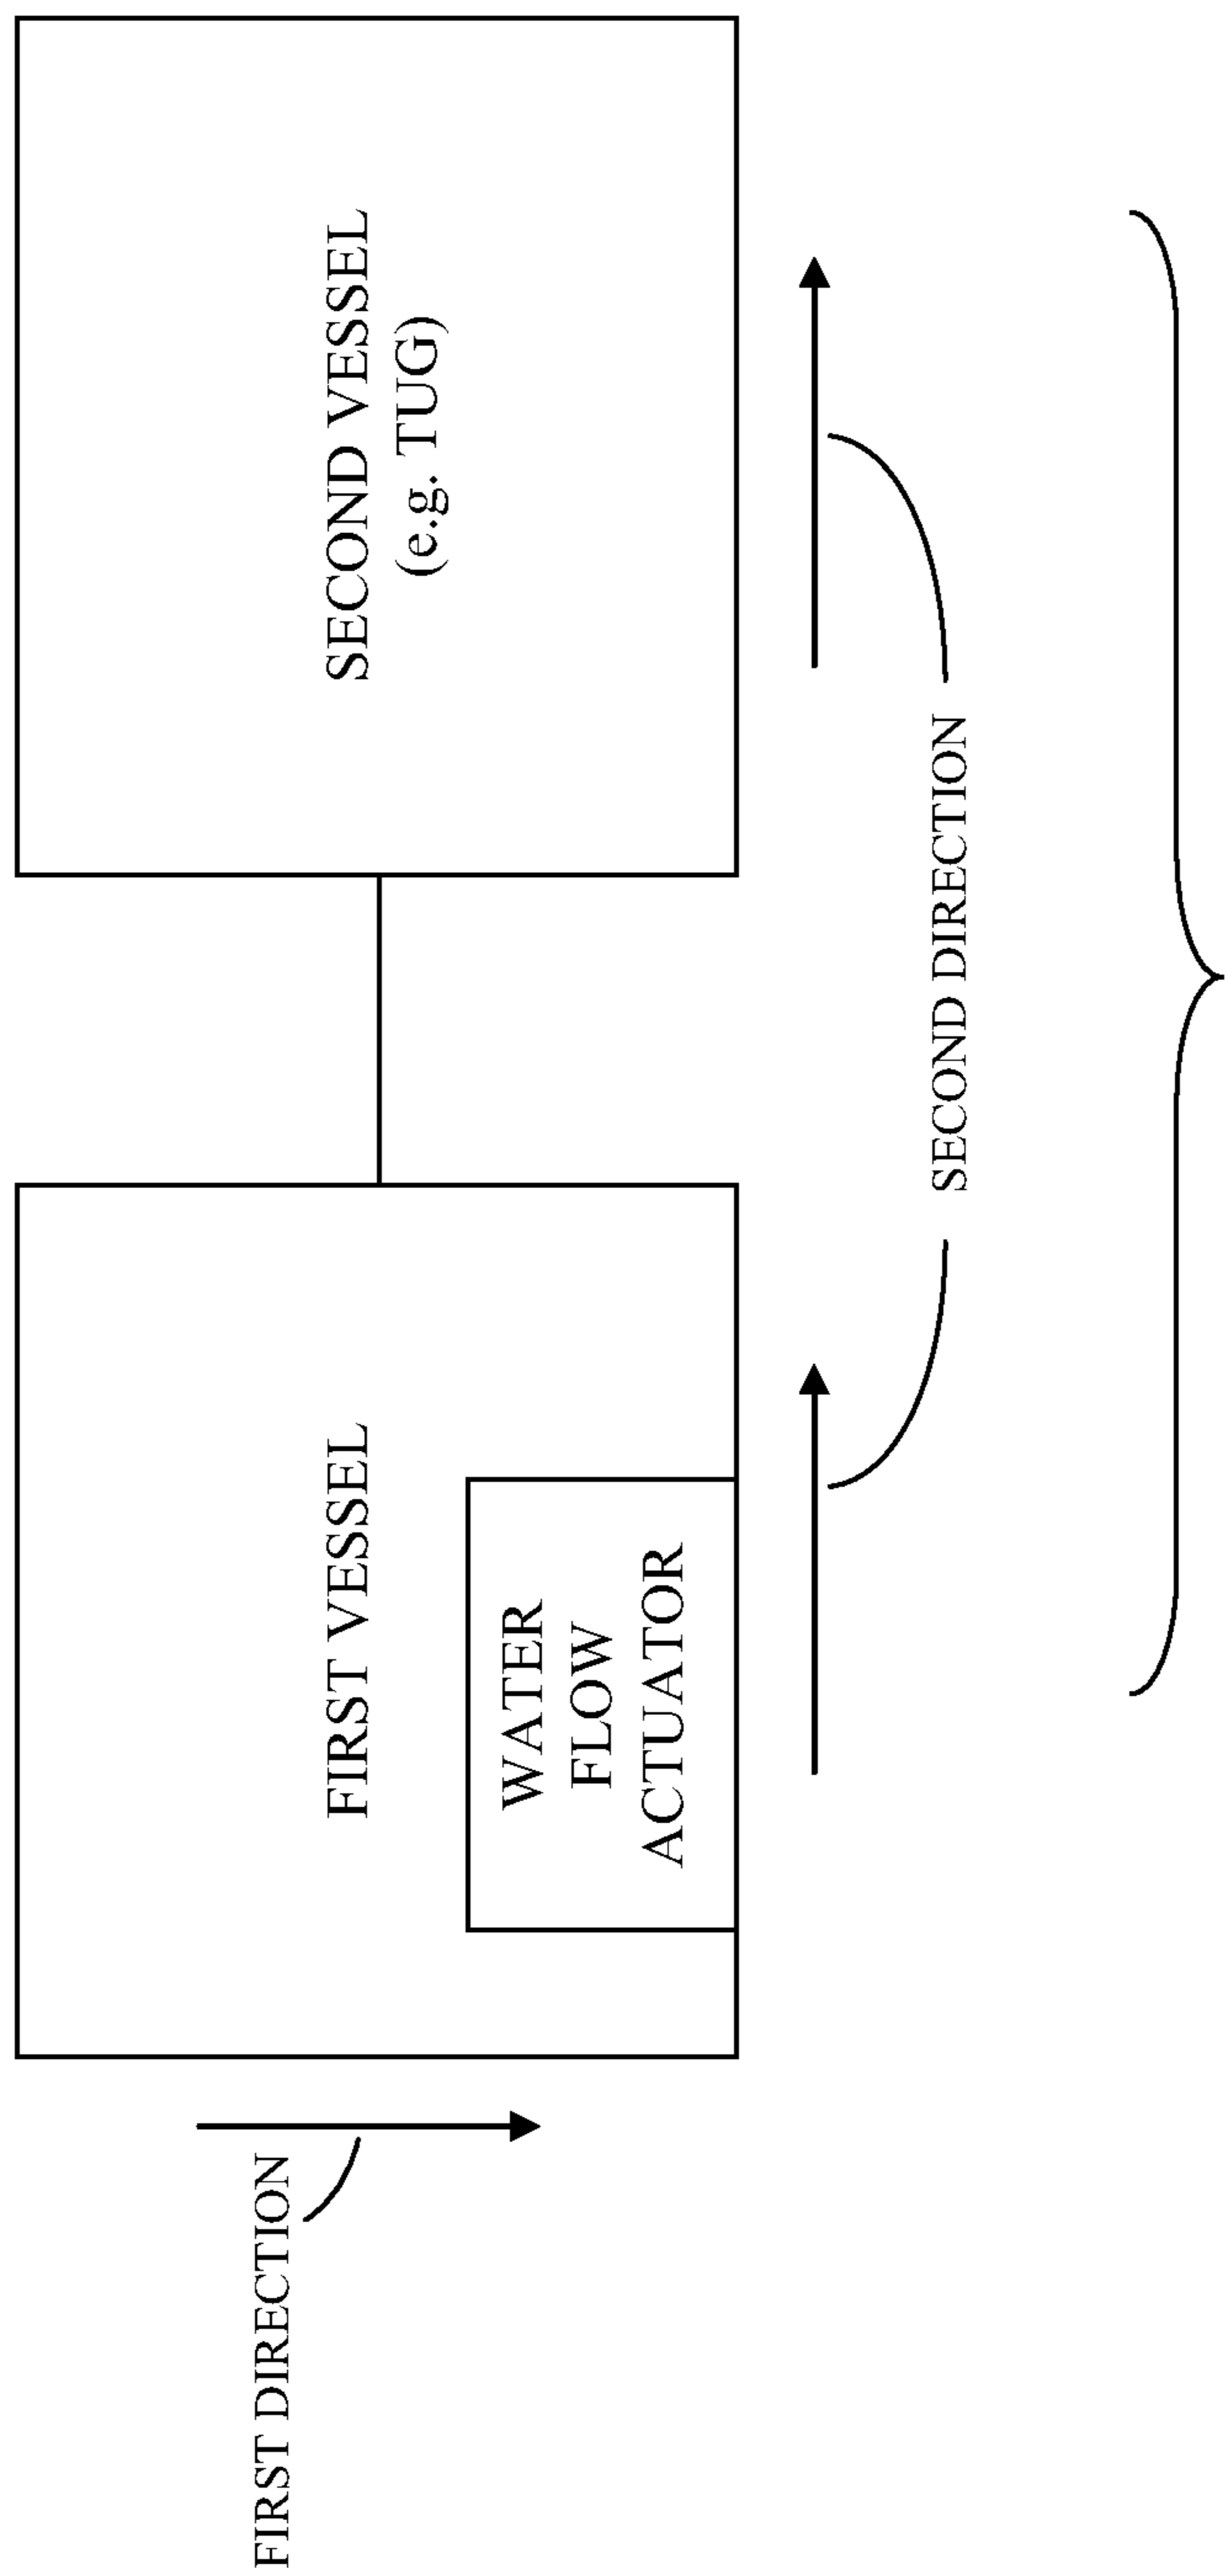 FIRST DIRECTION
FIRST VESSEL
WATER
FLOW
ACTUATOR
SECOND VESSEL
(e.g. TUG)
SECOND DIRECTION